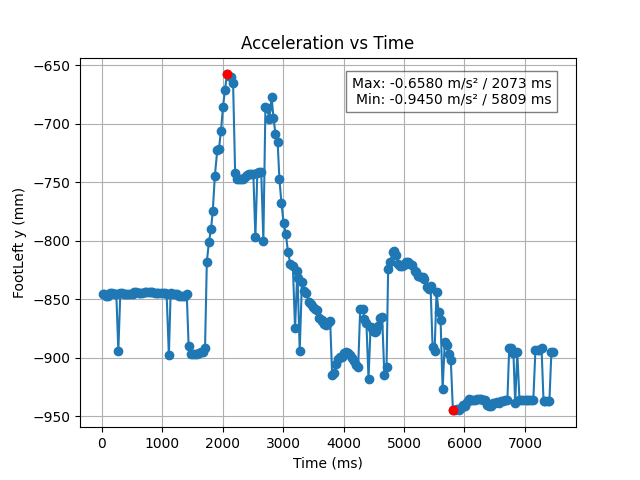 Acceleration vs Time
Max: -0.6580 m/s² / 2073 ms
Min: -0.9450 m/s² / 5809 ms
FootLeft y (mm)
−650
−700
−750
−800
−850
−900
−950
0 1000 2000 3000 4000 5000 6000 7000
Time (ms)